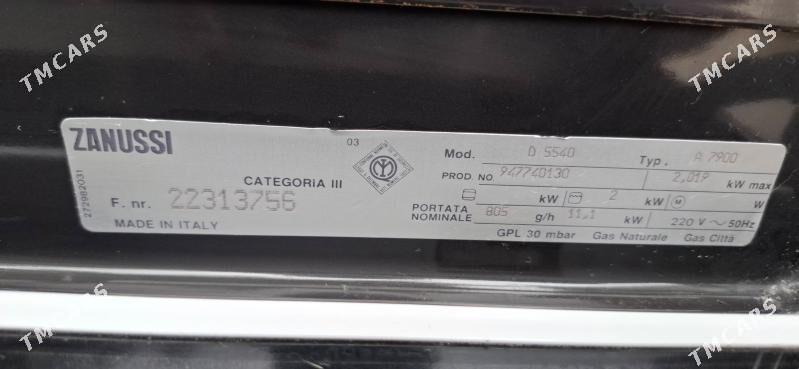 TMCARS
TMCARS
ZANUSSI
03
Mod. D 5540 Typ. A 7900
PROD. NO. 947740130 2,019 kW max
CATEGORIA III
kW 2 kW M W
F. nr. 22313756
PORTATA NOMINALE 805 g/h 11,1 kW 220 V ~ 50Hz
MADE IN ITALY
GPL 30 mbar Gas Naturale Gas Città
272982031
TMCARS
TMCARS